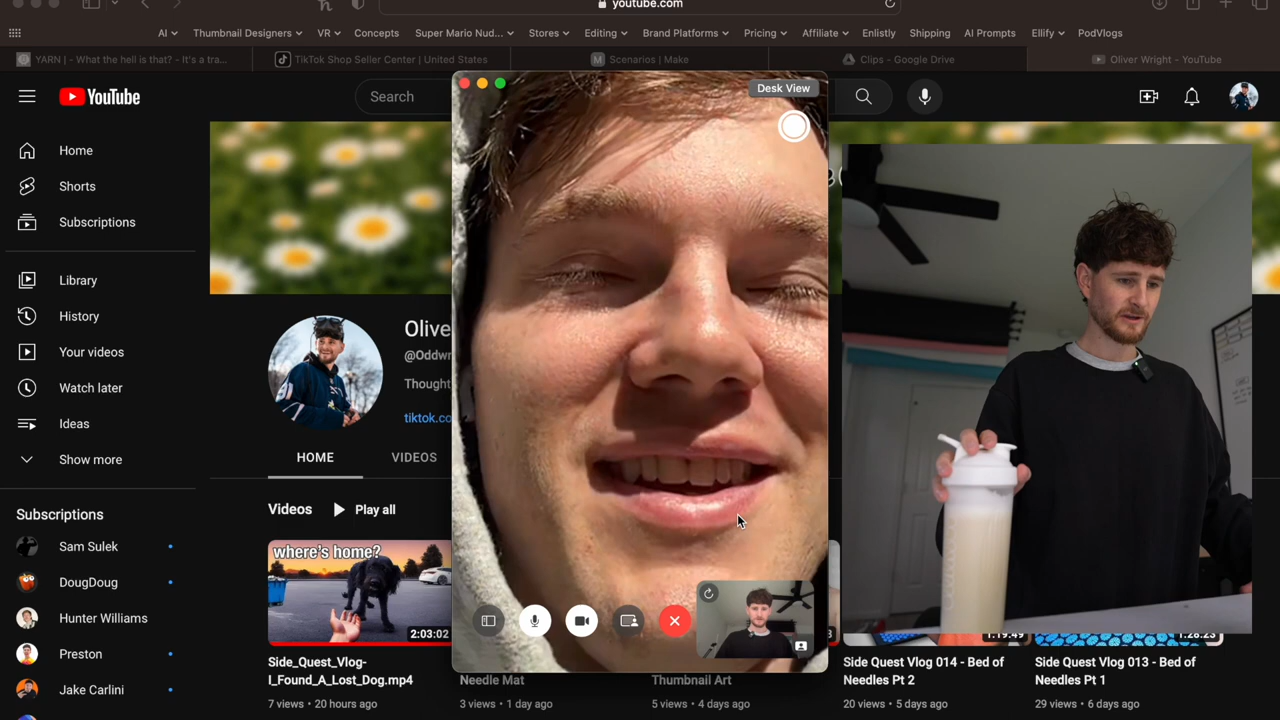 youtube.com
AI Thumbnail Designers VR Concepts Super Mario Nud... Stores Editing Brand Platforms Pricing Affiliate Enlistly Shipping AI Prompts Ellify PodVlogs
YARN | - What the hell is that? - It's a tra... TikTok Shop Seller Center | United States Scenarios | Make Clips - Google Drive Oliver Wright - YouTube
Desk View
YouTube
Search
Home
Shorts
Subscriptions
Library
History
Your videos
Watch later
Ideas
Show more
Subscriptions
Sam Sulek
DougDoug
Hunter Williams
Preston
Jake Carlini
Olive
@Oddwr
Thought
tiktok.co
HOME VIDEOS
Videos Play all
where's home?
2:03:02
1:19:49
1:28:23
Side_Quest_Vlog-
I_Found_A_Lost_Dog.mp4
7 views • 20 hours ago
Needle Mat
3 views • 1 day ago
Thumbnail Art
5 views • 4 days ago
Side Quest Vlog 014 - Bed of
Needles Pt 2
20 views • 5 days ago
Side Quest Vlog 013 - Bed of
Needles Pt 1
29 views • 6 days ago